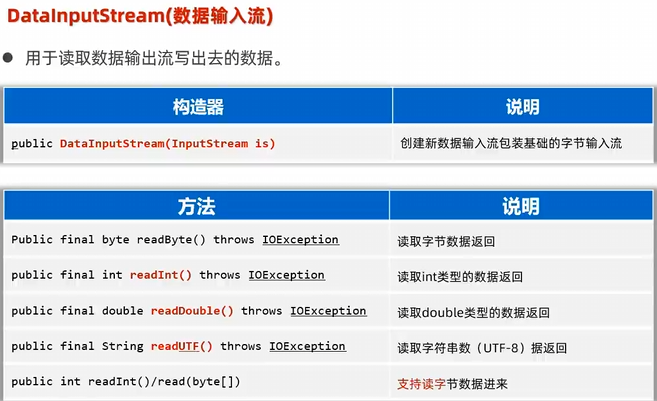 DataInputStream(数据输入流)
● 用于读取数据输出流写出去的数据。
构造器 说明
public DataInputStream(InputStream is) 创建新数据输入流包装基础的字节输入流
方法 说明
Public final byte readByte() throws IOException 读取字节数据返回
public final int readInt() throws IOException 读取int类型的数据返回
public final double readDouble() throws IOException 读取double类型的数据返回
public final String readUTF() throws IOException 读取字符串数（UTF-8）据返回
public int readInt()/read(byte[]) 支持读字节数据进来